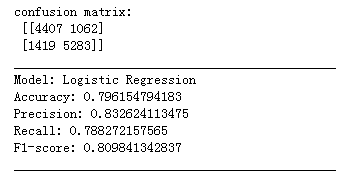 confusion matrix:
[[4407 1062]
[1419 5283]]
Model: Logistic Regression
Accuracy: 0.796154794183
Precision: 0.832624113475
Recall: 0.788272157565
F1-score: 0.809841342837